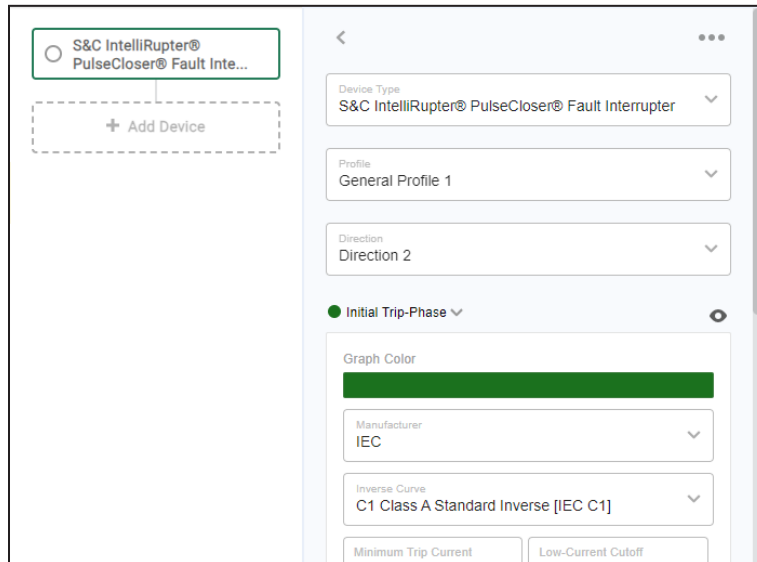 S&C IntelliRupter®
PulseCloser® Fault Inte...
+ Add Device
Device Type
S&C IntelliRupter® PulseCloser® Fault Interrupter
Profile
General Profile 1
Direction
Direction 2
Initial Trip-Phase
Graph Color
Manufacturer
IEC
Inverse Curve
C1 Class A Standard Inverse [IEC C1]
Minimum Trip Current
Low-Current Cutoff